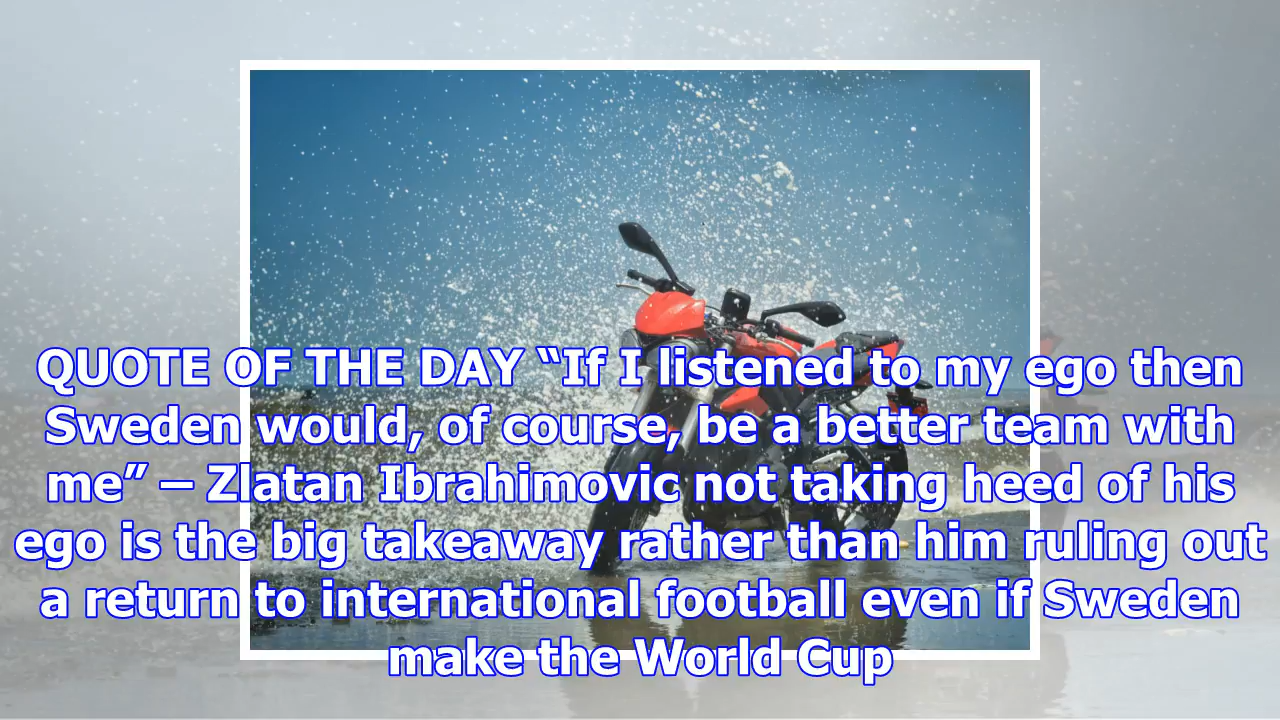 QUOTE OF THE DAY “If I listened to my ego then
Sweden would, of course, be a better team with
me” – Zlatan Ibrahimovic not taking heed of his
ego is the big takeaway rather than him ruling out
a return to international football even if Sweden
make the World Cup